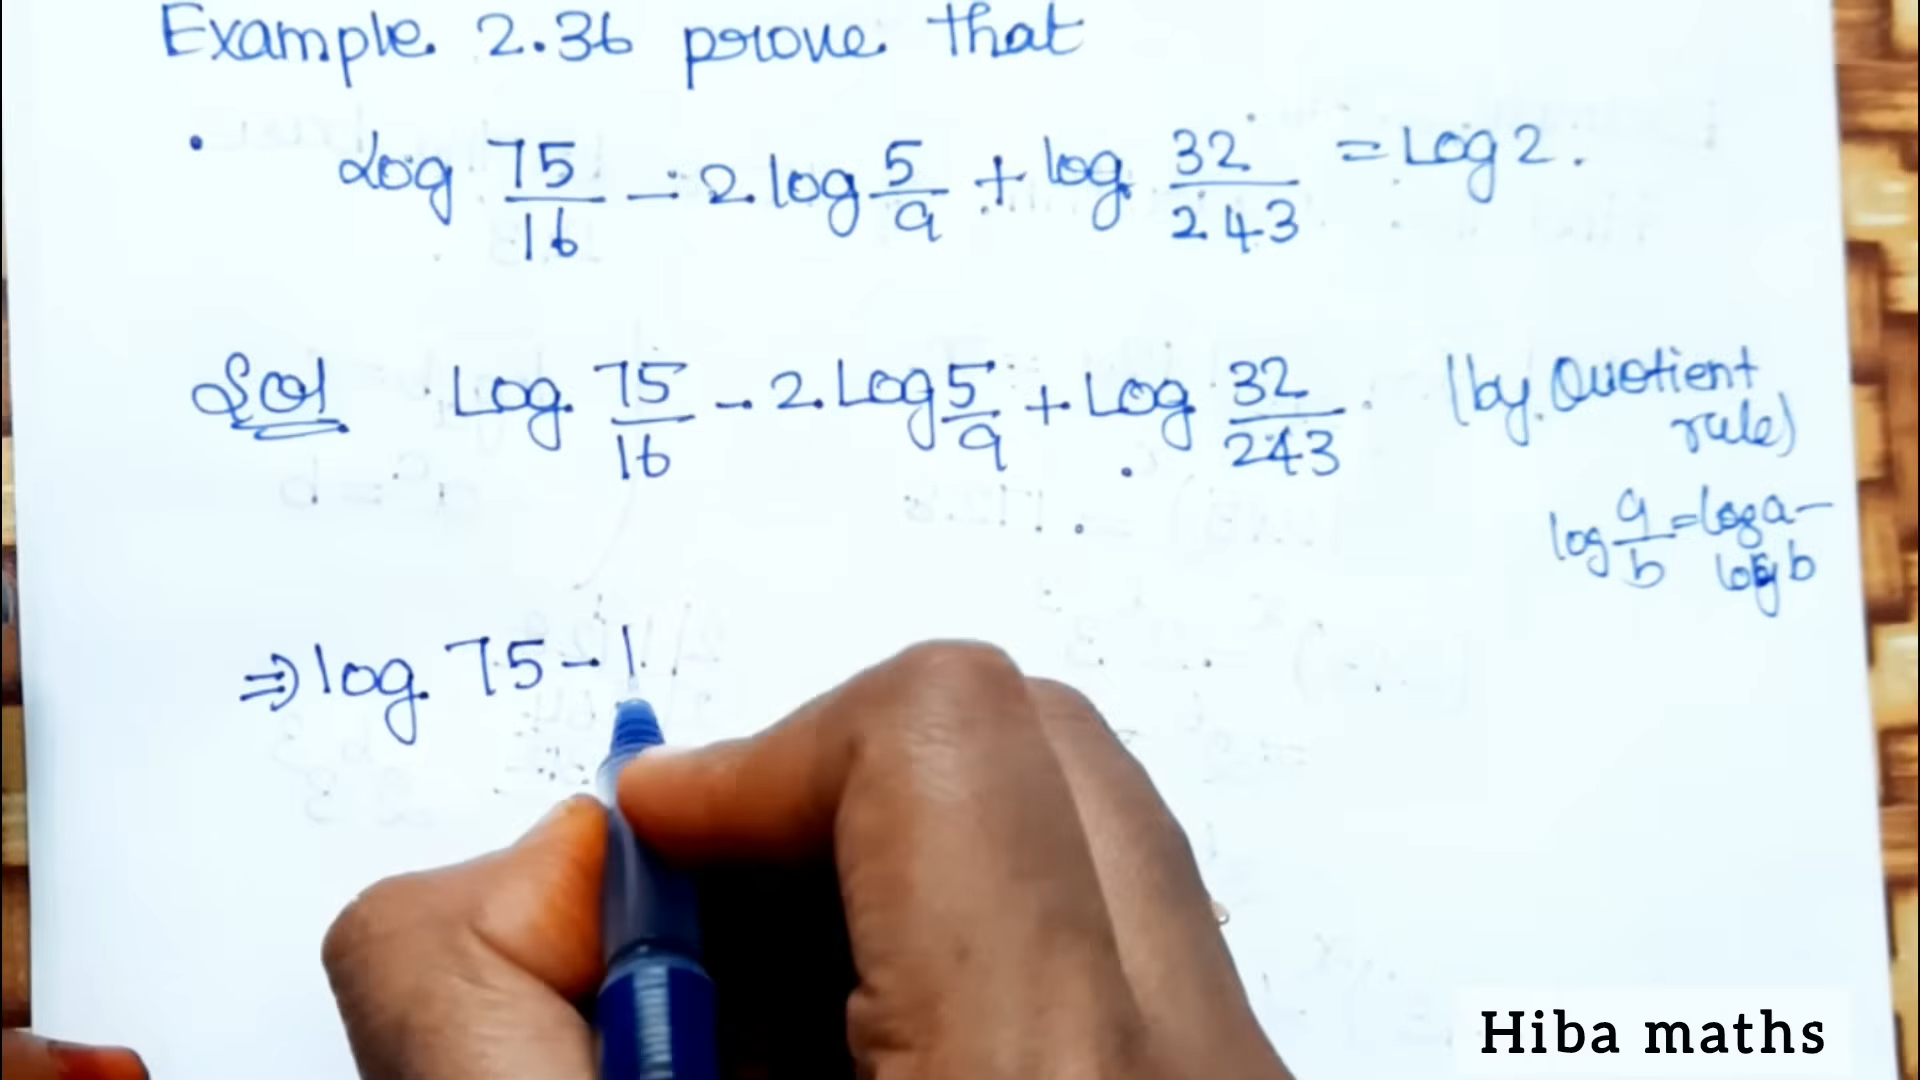 Example 2.36 prove that
log 75/16 - 2 log 5/9 + log 32/243 = Log 2.
Sol Log 75/16 - 2 Log 5/9 + Log 32/243 (by Quotient
rule)
log a/b = log a -
log b
⇒ log 75 - l
Hiba maths